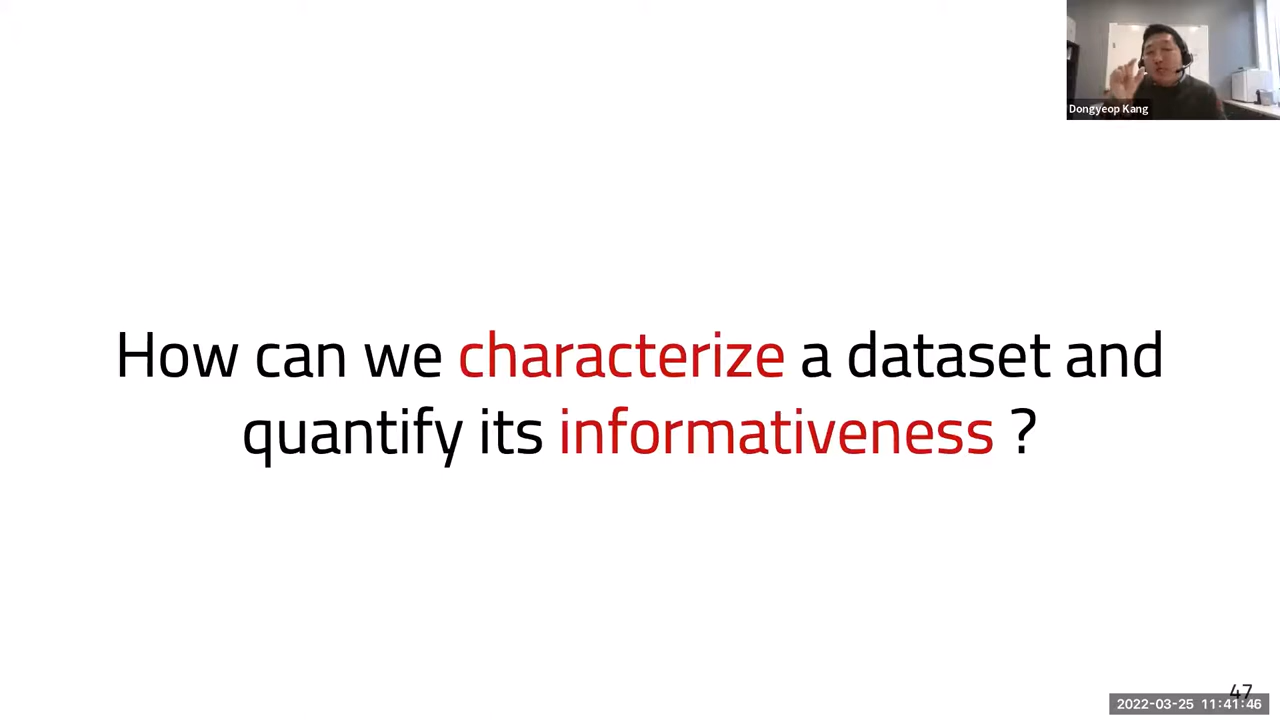 Dongyeop Kang
How can we characterize a dataset and
quantify its informativeness ?
47
2022-03-25 11:41:46